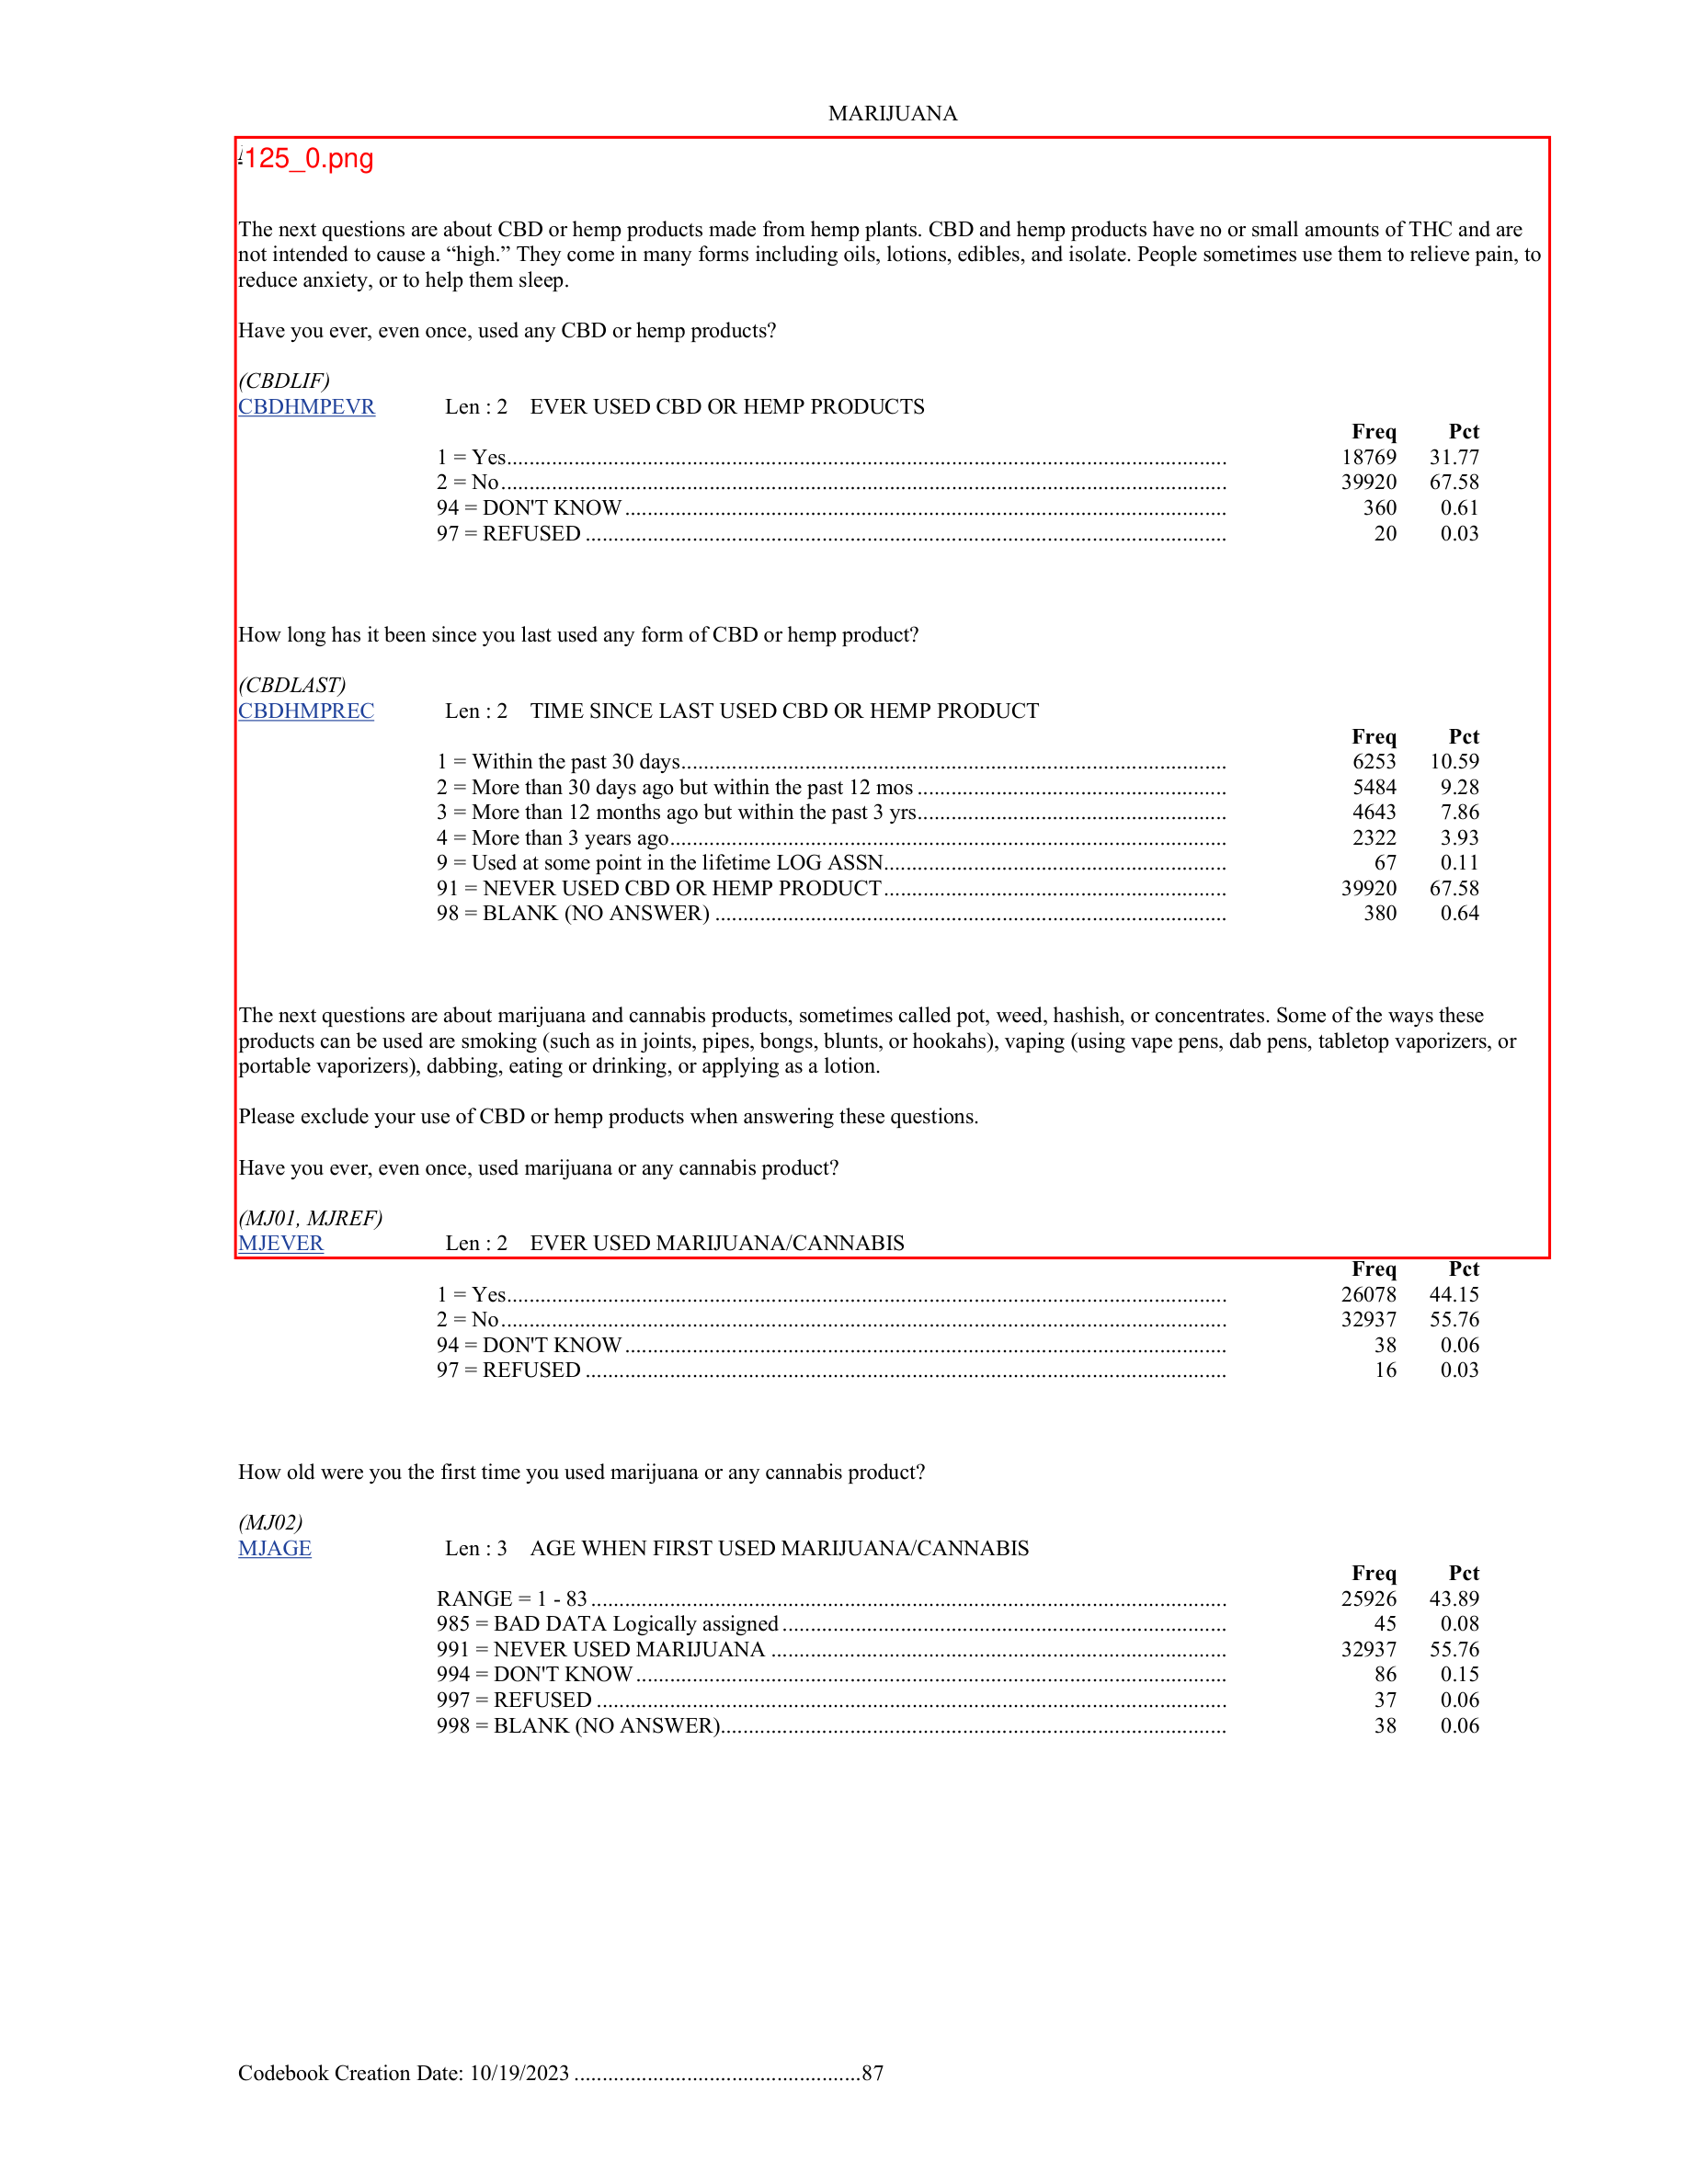 MARIJUANA
125_0.png
The next questions are about CBD or hemp products made from hemp plants. CBD and hemp products have no or small amounts of THC and are
not intended to cause a “high.” They come in many forms including oils, lotions, edibles, and isolate. People sometimes use them to relieve pain, to
reduce anxiety, or to help them sleep.
Have you ever, even once, used any CBD or hemp products?
(CBDLIF)
CBDHMPEVR Len : 2 EVER USED CBD OR HEMP PRODUCTS
Freq Pct
1 = Yes................................ 18769 31.77
2 = No................................ 39920 67.58
94 = DON'T KNOW................................ 360 0.61
97 = REFUSED ................................ 20 0.03
How long has it been since you last used any form of CBD or hemp product?
(CBDLAST)
CBDHMPREC Len : 2 TIME SINCE LAST USED CBD OR HEMP PRODUCT
Freq Pct
1 = Within the past 30 days................................ 6253 10.59
2 = More than 30 days ago but within the past 12 mos ................................ 5484 9.28
3 = More than 12 months ago but within the past 3 yrs................................ 4643 7.86
4 = More than 3 years ago................................ 2322 3.93
9 = Used at some point in the lifetime LOG ASSN................................ 67 0.11
91 = NEVER USED CBD OR HEMP PRODUCT................................ 39920 67.58
98 = BLANK (NO ANSWER) ................................ 380 0.64
The next questions are about marijuana and cannabis products, sometimes called pot, weed, hashish, or concentrates. Some of the ways these
products can be used are smoking (such as in joints, pipes, bongs, blunts, or hookahs), vaping (using vape pens, dab pens, tabletop vaporizers, or
portable vaporizers), dabbing, eating or drinking, or applying as a lotion.
Please exclude your use of CBD or hemp products when answering these questions.
Have you ever, even once, used marijuana or any cannabis product?
(MJ01, MJREF)
MJEVER Len : 2 EVER USED MARIJUANA/CANNABIS
Freq Pct
1 = Yes................................ 26078 44.15
2 = No................................ 32937 55.76
94 = DON'T KNOW................................ 38 0.06
97 = REFUSED ................................ 16 0.03
How old were you the first time you used marijuana or any cannabis product?
(MJ02)
MJAGE Len : 3 AGE WHEN FIRST USED MARIJUANA/CANNABIS
Freq Pct
RANGE = 1 - 83................................ 25926 43.89
985 = BAD DATA Logically assigned................................ 45 0.08
991 = NEVER USED MARIJUANA ................................ 32937 55.76
994 = DON'T KNOW................................ 86 0.15
997 = REFUSED ................................ 37 0.06
998 = BLANK (NO ANSWER)................................ 38 0.06
Codebook Creation Date: 10/19/2023 ................................87